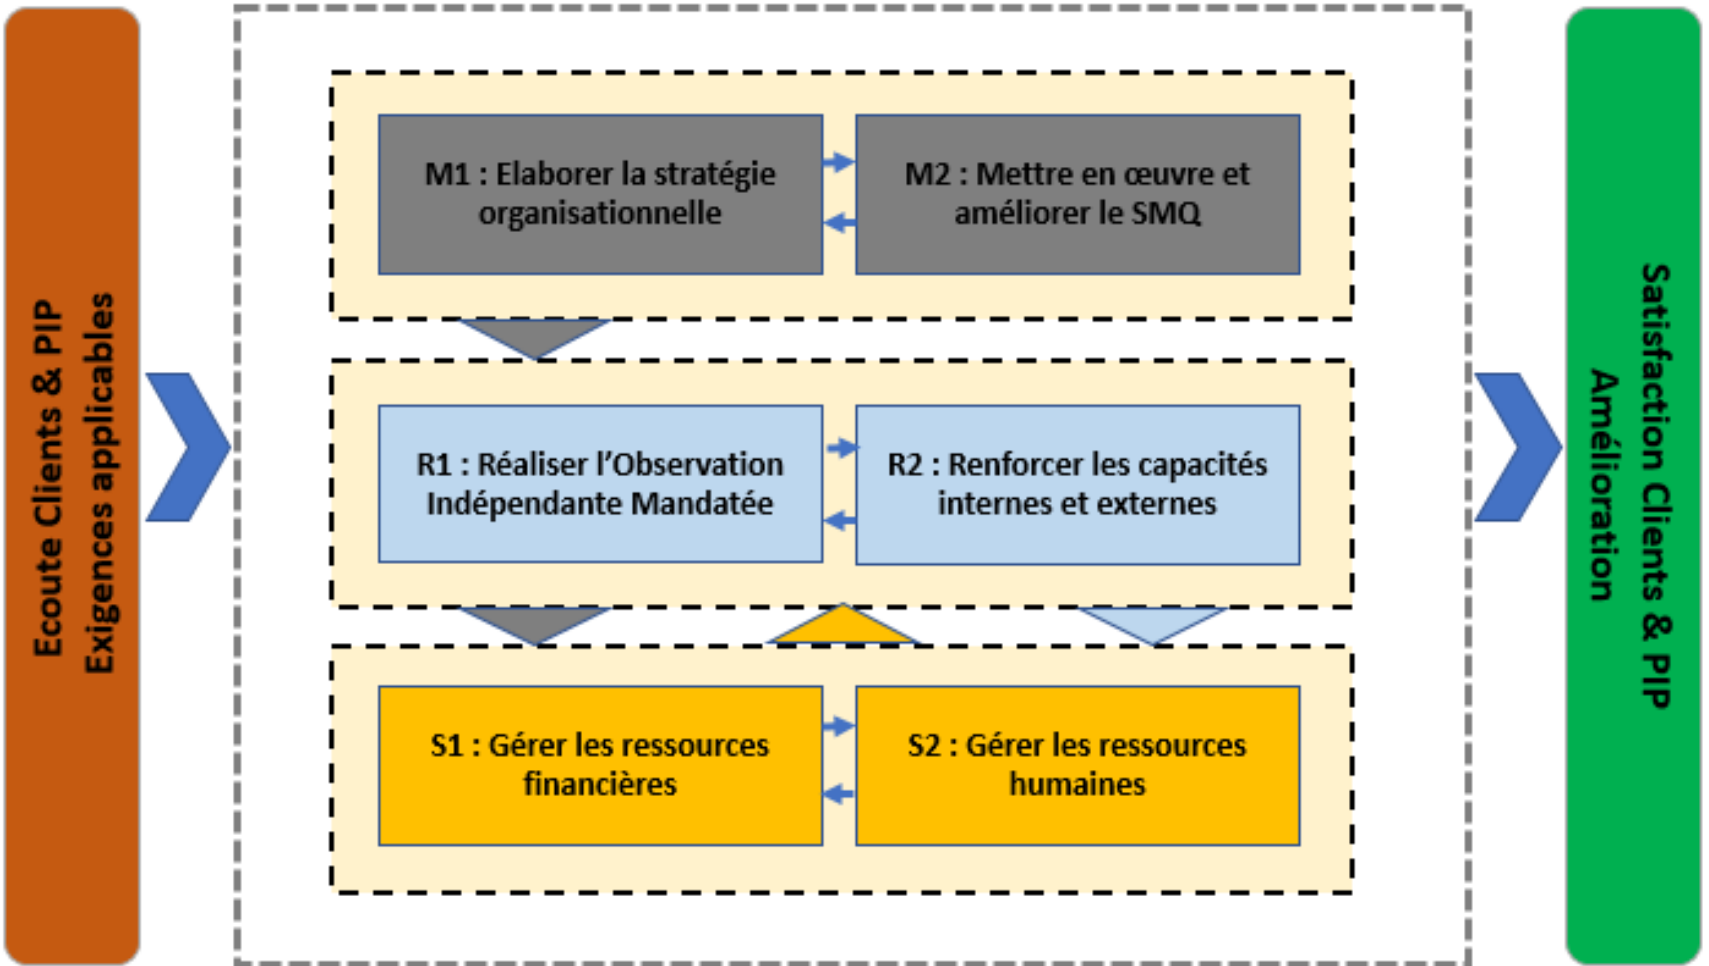 Ecoute Clients & PIP
Exigences applicables
M1 : Elaborer la stratégie
organisationnelle
M2 : Mettre en œuvre et
améliorer le SMQ
R1 : Réaliser l’Observation
Indépendante Mandatée
R2 : Renforcer les capacités
internes et externes
S1 : Gérer les ressources
financières
S2 : Gérer les ressources
humaines
Satisfaction Clients & PIP
Amélioration